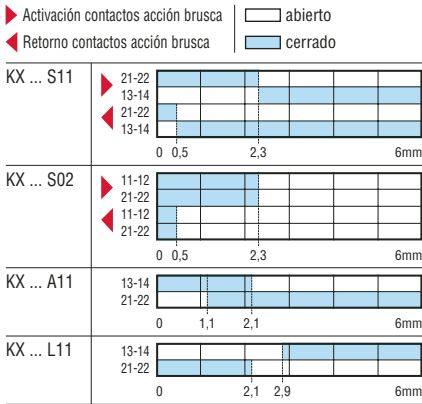 Activación contactos acción brusca abierto
Retorno contactos acción brusca cerrado
KX ... S11
21-22
13-14
21-22
13-14
0 0,5 2,3 6mm
KX ... S02
11-12
21-22
11-12
21-22
0 0,5 2,3 6mm
KX ... A11
13-14
21-22
0 1,1 2,1 6mm
KX ... L11
13-14
21-22
0 2,1 2,9 6mm